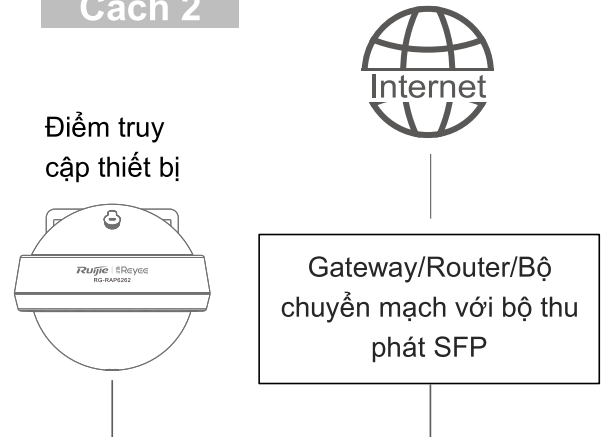 Cách 2
Internet
Điểm truy
cập thiết bị
Ruijie | Reyee
RG-RAP6262
Gateway/Router/Bộ
chuyển mạch với bộ thu
phát SFP